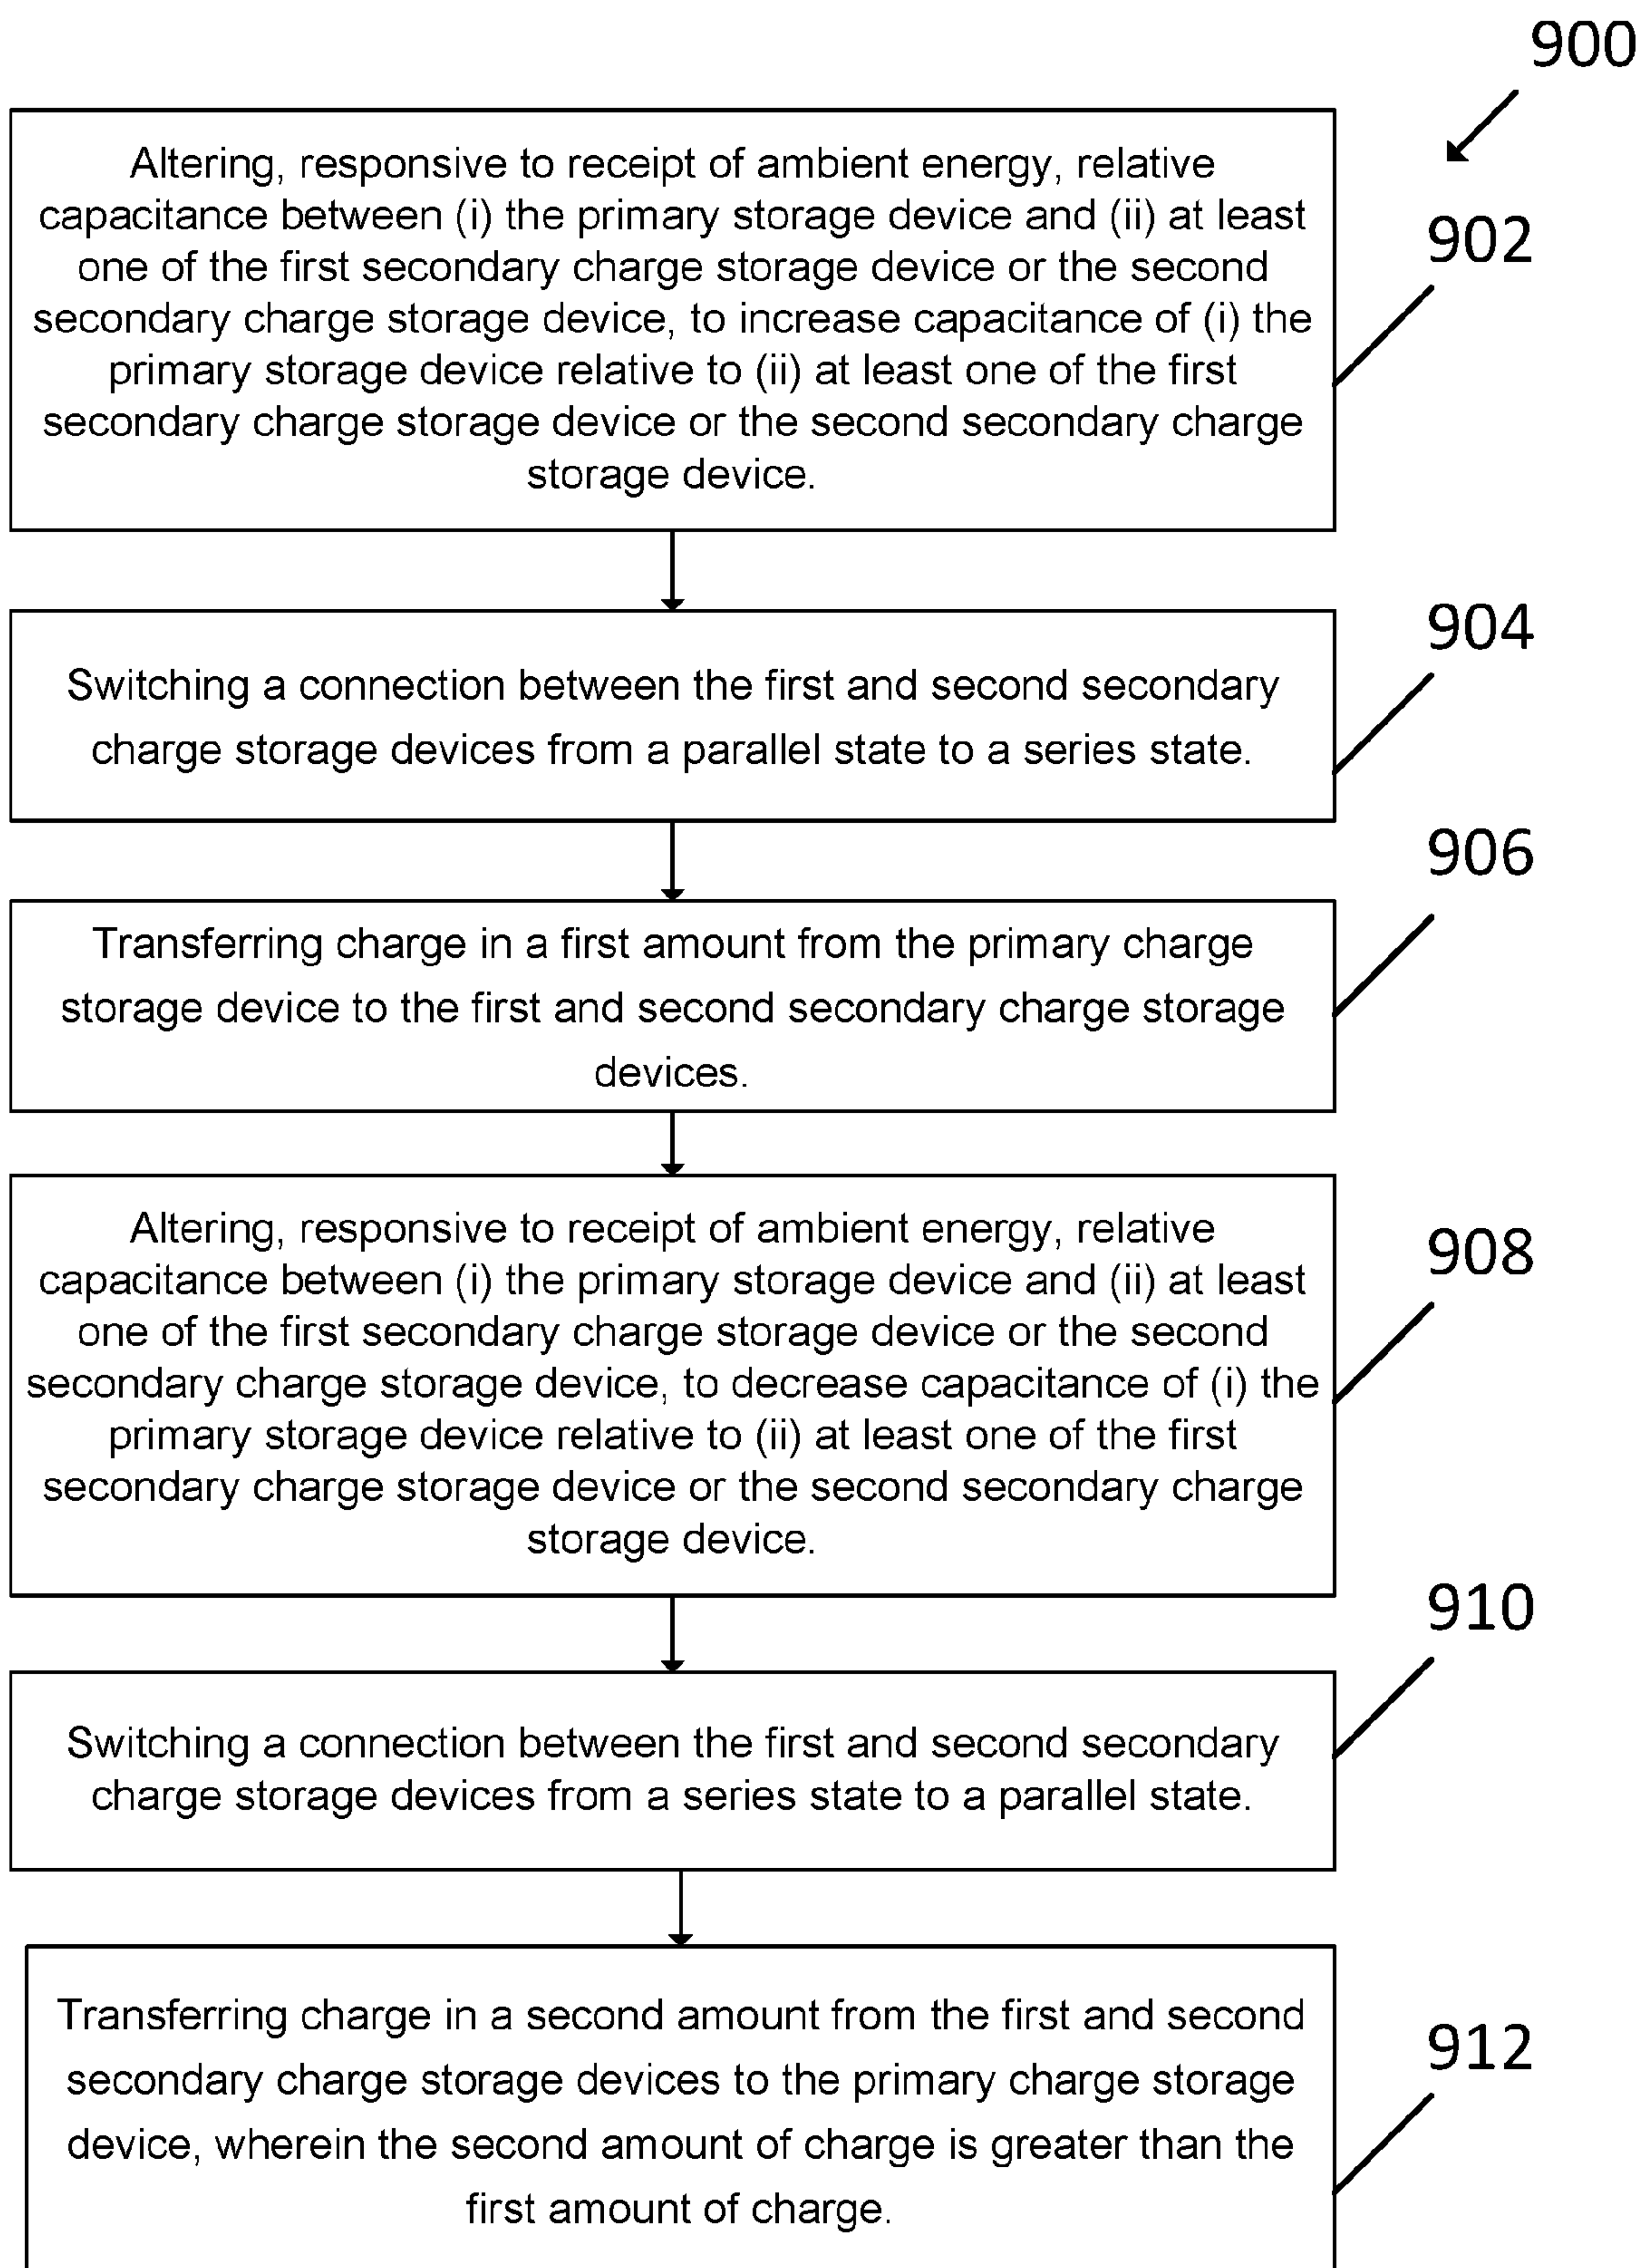 900
Altering, responsive to receipt of ambient energy, relative
capacitance between (i) the primary storage device and (ii) at least
one of the first secondary charge storage device or the second
secondary charge storage device, to increase capacitance of (i) the
primary storage device relative to (ii) at least one of the first
secondary charge storage device or the second secondary charge
storage device.
902
Switching a connection between the first and second secondary
charge storage devices from a parallel state to a series state.
904
Transferring charge in a first amount from the primary charge
storage device to the first and second secondary charge storage
devices.
906
Altering, responsive to receipt of ambient energy, relative
capacitance between (i) the primary storage device and (ii) at least
one of the first secondary charge storage device or the second
secondary charge storage device, to decrease capacitance of (i) the
primary storage device relative to (ii) at least one of the first
secondary charge storage device or the second secondary charge
storage device.
908
Switching a connection between the first and second secondary
charge storage devices from a series state to a parallel state.
910
Transferring charge in a second amount from the first and second
secondary charge storage devices to the primary charge storage
device, wherein the second amount of charge is greater than the
first amount of charge.
912